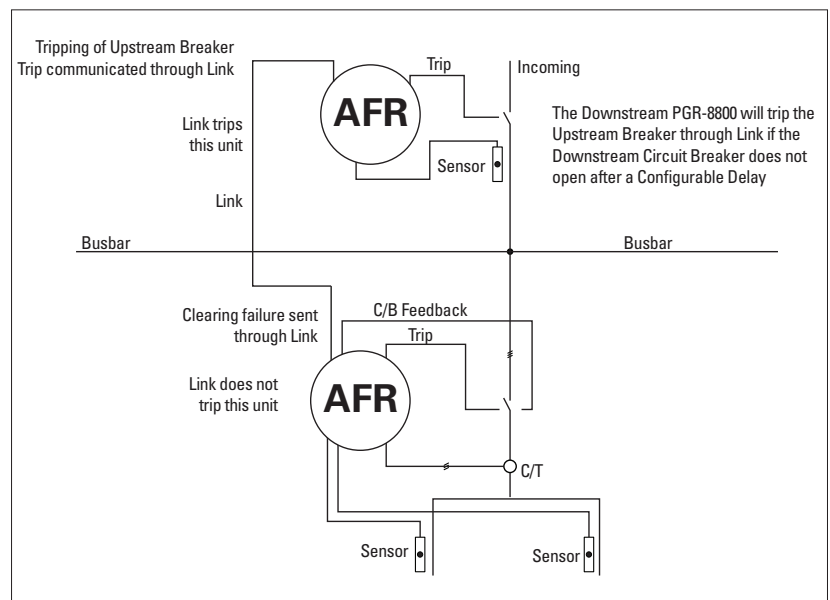 Tripping of Upstream Breaker
Trip communicated through Link
Trip
Incoming
AFR
The Downstream PGR-8800 will trip the
Upstream Breaker through Link if the
Downstream Circuit Breaker does not
open after a Configurable Delay
Link trips
this unit
Sensor
Link
Busbar
Busbar
Clearing failure sent
through Link
C/B Feedback
Trip
Link does not
trip this unit
AFR
C/T
Sensor
Sensor